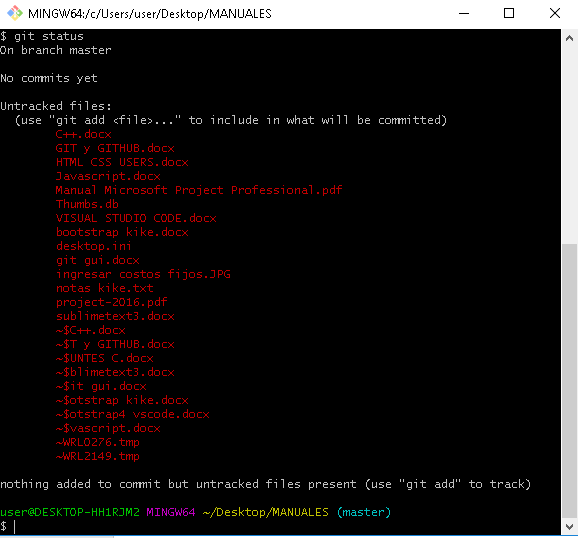 MINGW64:/c/Users/user/Desktop/MANUALES
$ git status
On branch master
No commits yet
Untracked files:
(use "git add <file>..." to include in what will be committed)
C++.docx
GIT y GITHUB.docx
HTML CSS USERS.docx
Javascript.docx
Manual Microsoft Project Professional.pdf
Thumbs.db
VISUAL STUDIO CODE.docx
bootstrap kike.docx
desktop.ini
git gui.docx
ingresar costos fijos.JPG
notas kike.txt
project-2016.pdf
sublimetext3.docx
~$C++.docx
~$T y GITHUB.docx
~$UNTES C.docx
~$blimetext3.docx
~$it gui.docx
~$otstrap kike.docx
~$otstrap4 vscode.docx
~$vascript.docx
~WRL0276.tmp
~WRL2149.tmp
nothing added to commit but untracked files present (use "git add" to track)
user@DESKTOP-HH1RJM2 MINGW64 ~/Desktop/MANUALES (master)
$